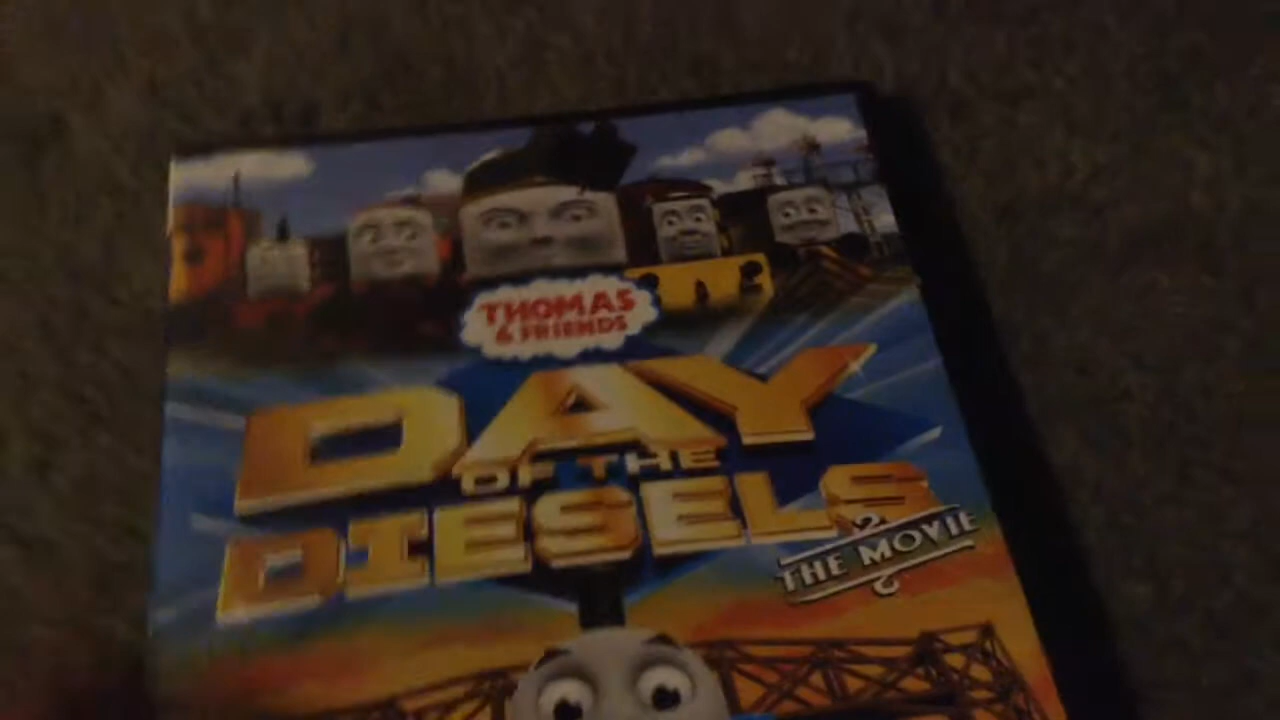 THOMAS
& FRIENDS
DAY
OF THE
DIESELS
THE MOVIE